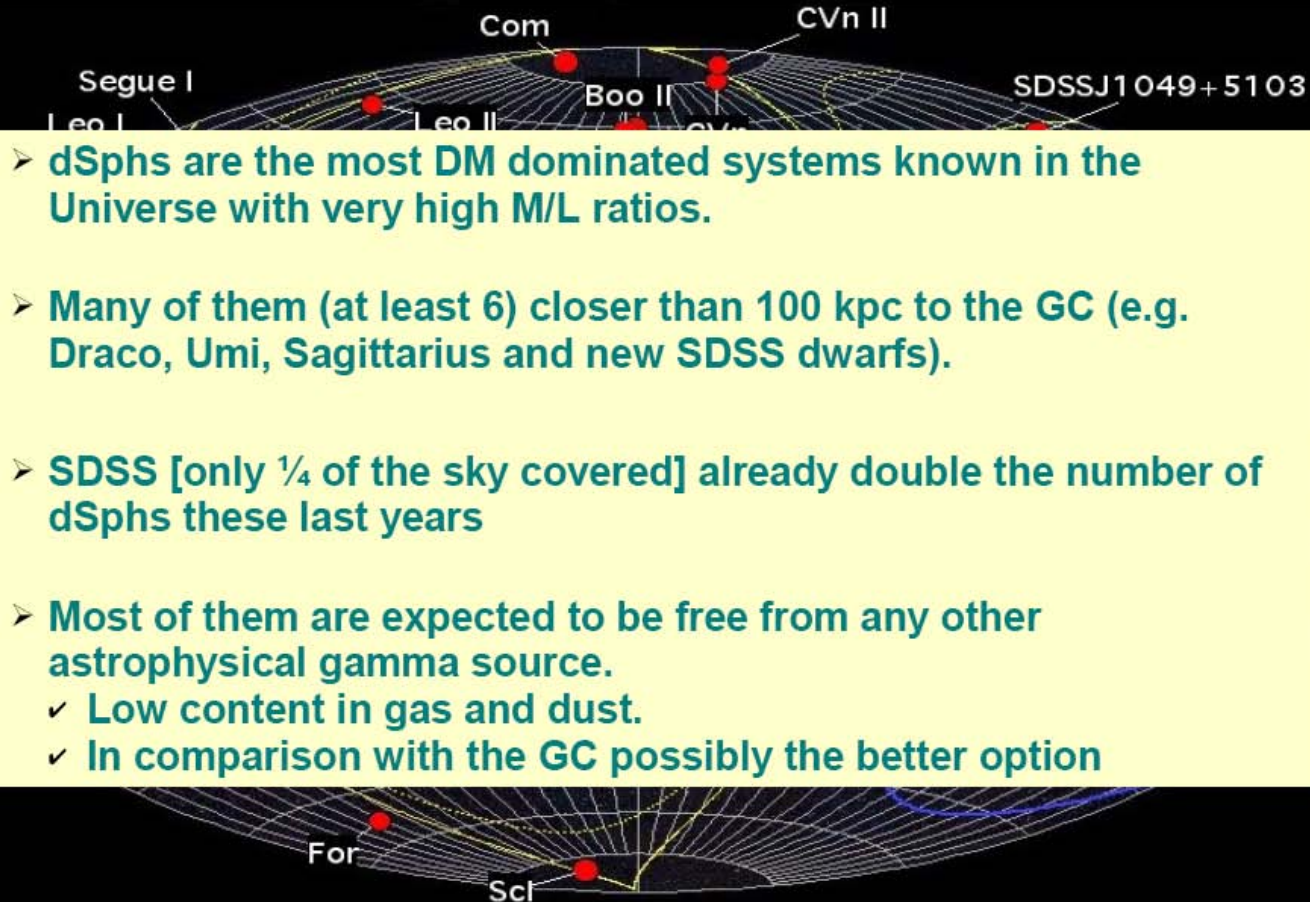 Com
CVn II
Segue I
Boo II
SDSSJ1049+5103
Leo I
Leo II
CVn
➢ dSphs are the most DM dominated systems known in the
Universe with very high M/L ratios.
➢ Many of them (at least 6) closer than 100 kpc to the GC (e.g.
Draco, Umi, Sagittarius and new SDSS dwarfs).
➢ SDSS [only ¼ of the sky covered] already double the number of
dSphs these last years
➢ Most of them are expected to be free from any other
astrophysical gamma source.
✔ Low content in gas and dust.
✔ In comparison with the GC possibly the better option
For
Scl